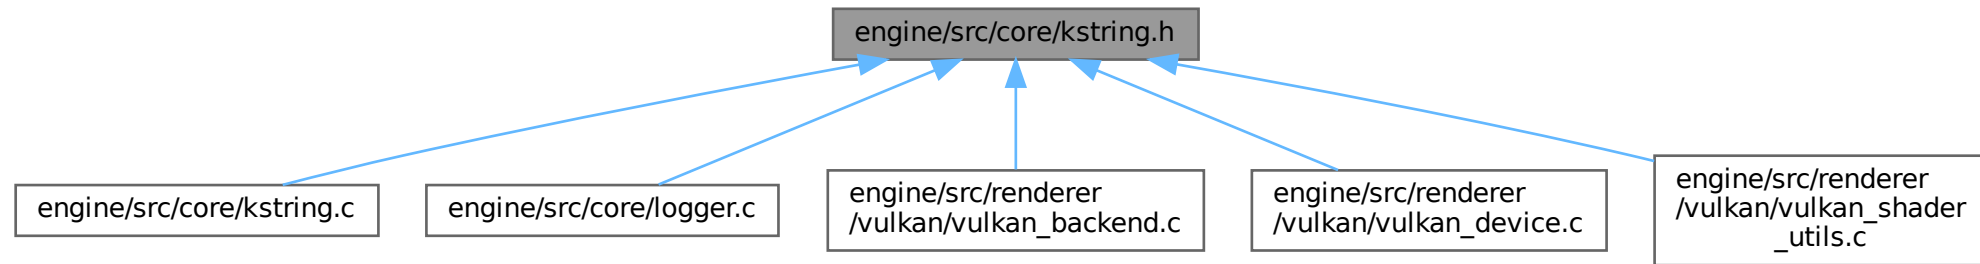 engine/src/core/kstring.h
engine/src/core/kstring.c
engine/src/core/logger.c
engine/src/renderer
/vulkan/vulkan_backend.c
engine/src/renderer
/vulkan/vulkan_device.c
engine/src/renderer
/vulkan/vulkan_shader
_utils.c